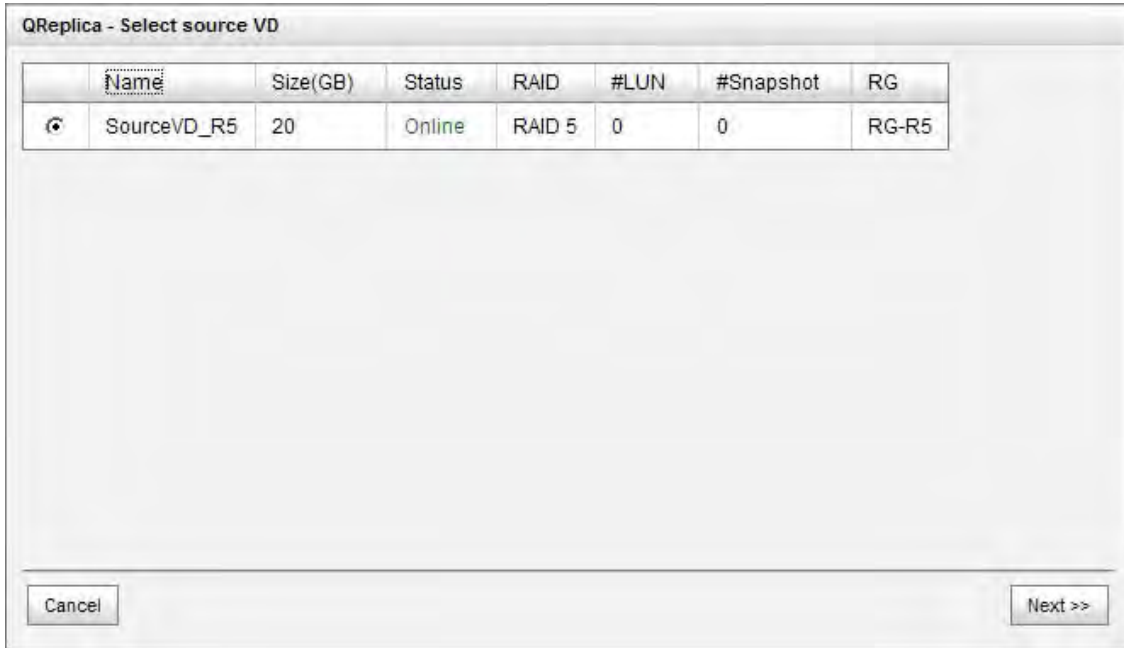 QReplica - Select source VD
Name Size(GB) Status RAID #LUN #Snapshot RG
SourceVD_R5 20 Online RAID 5 0 0 RG-R5
Cancel Next >>